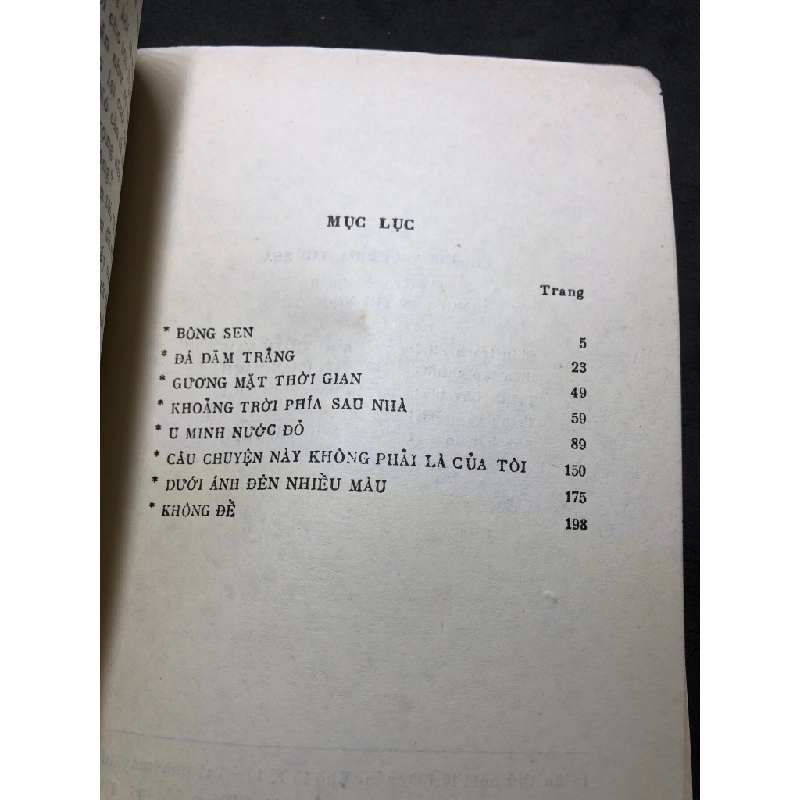 MỤC LỤC
Trang
* BÔNG SEN 5
* ĐÁ DĂM TRẮNG 23
* GƯƠNG MẶT THỜI GIAN 49
* KHOẢNG TRỜI PHÍA SAU NHÀ 59
* U MINH NƯỚC ĐỎ 89
* CÂU CHUYỆN NÀY KHÔNG PHẢI LÀ CỦA TÔI 150
* DƯỚI ÁNH ĐÈN NHIỀU MÀU 175
* KHÔNG ĐỀ 198